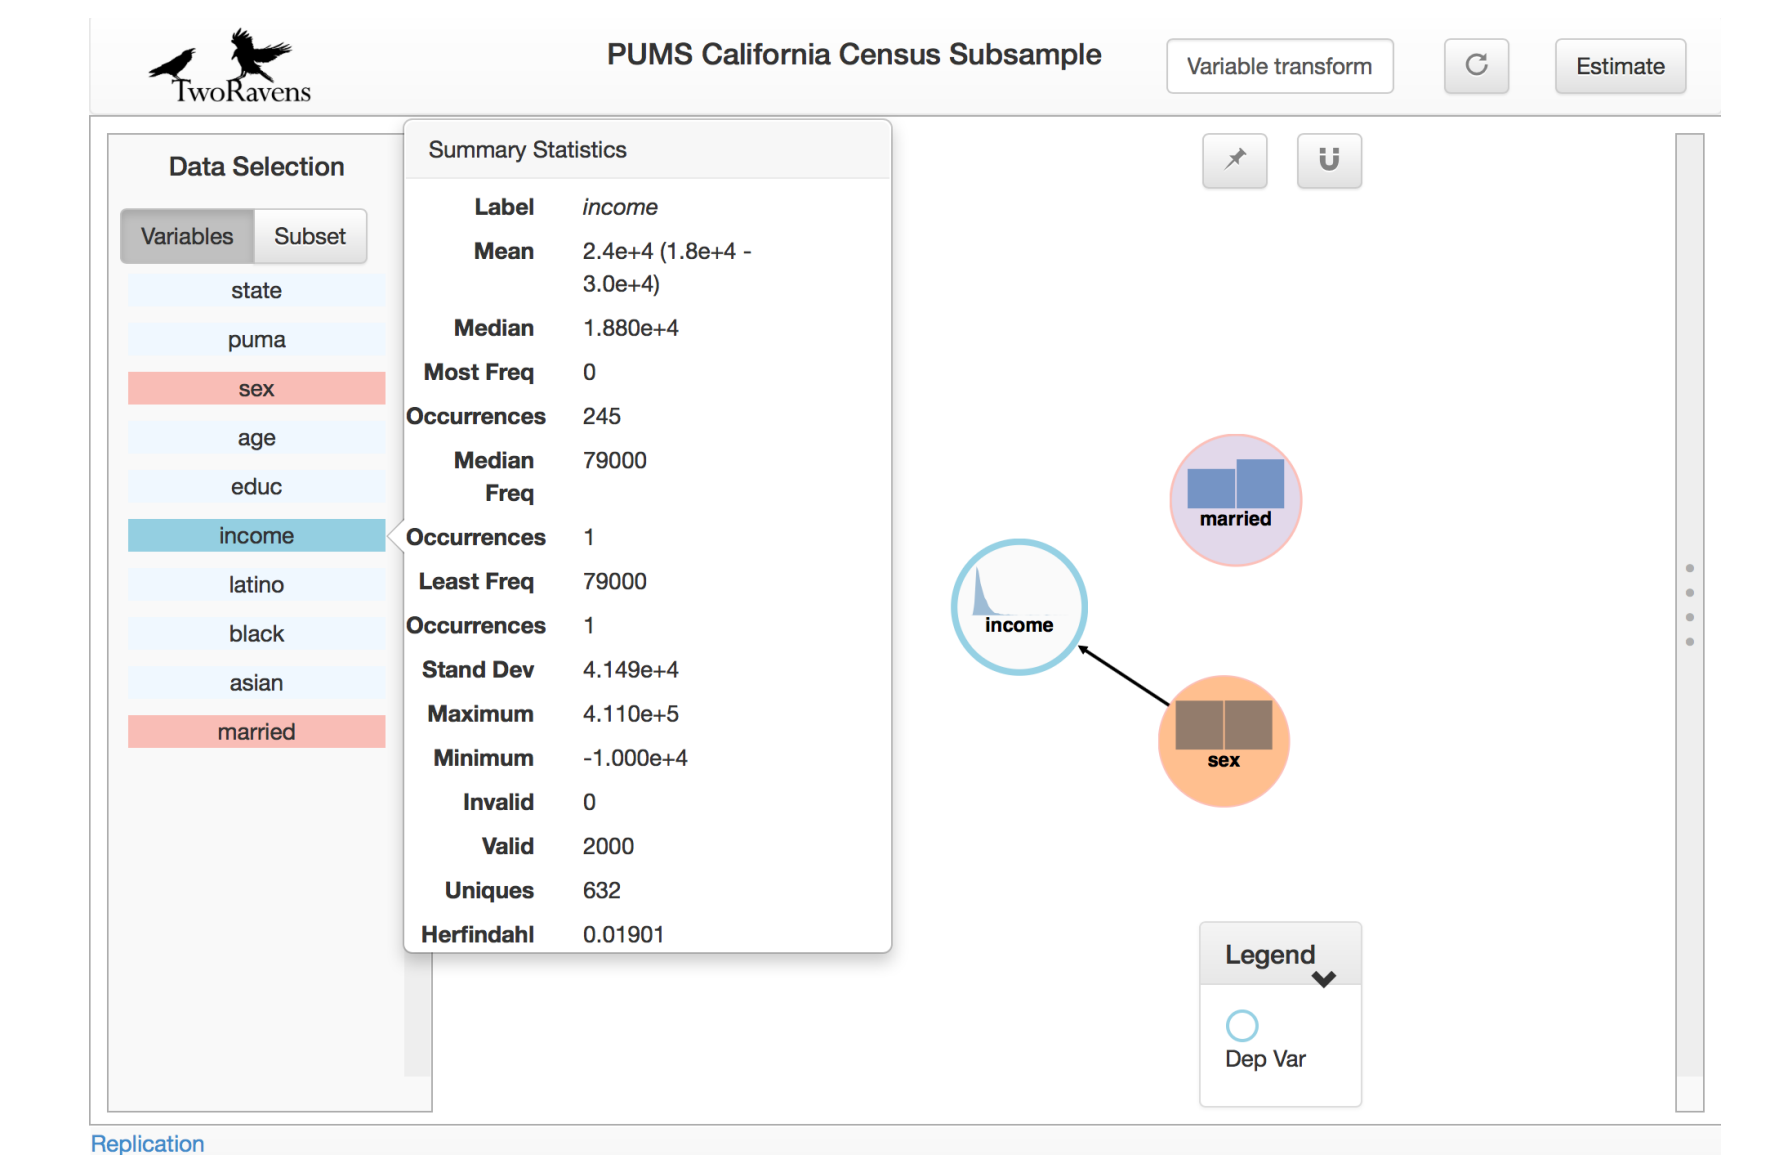 TwoRavens
PUMS California Census Subsample
Variable transform
Estimate
Data Selection
Variables Subset
state
puma
sex
age
educ
income
latino
black
asian
married
Summary Statistics
Label income
Mean 2.4e+4 (1.8e+4 -
3.0e+4)
Median 1.880e+4
Most Freq 0
Occurrences 245
Median 79000
Freq
Occurrences 1
Least Freq 79000
Occurrences 1
Stand Dev 4.149e+4
Maximum 4.110e+5
Minimum -1.000e+4
Invalid 0
Valid 2000
Uniques 632
Herfindahl 0.01901
married
income
sex
Legend
Dep Var
Replication